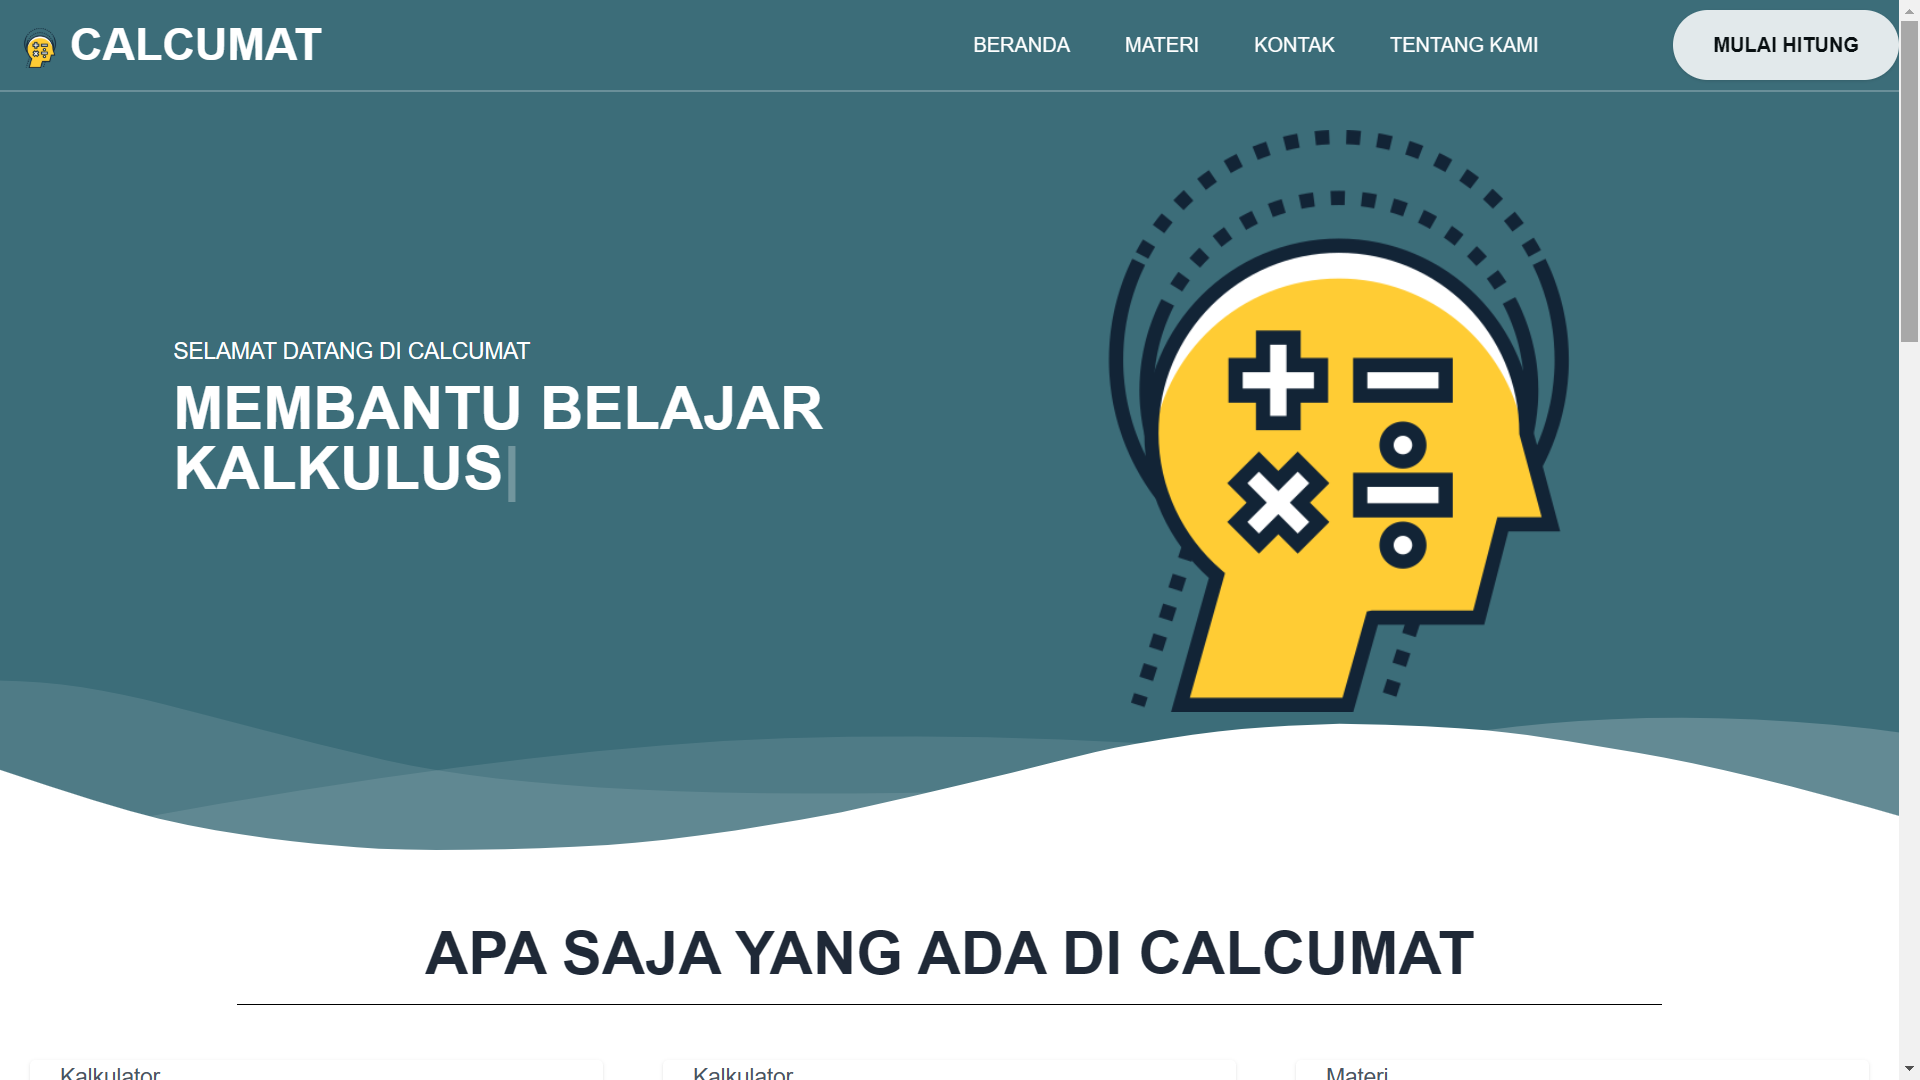 CALCUMAT
BERANDA
MATERI
KONTAK
TENTANG KAMI
MULAI HITUNG
SELAMAT DATANG DI CALCUMAT
MEMBANTU BELAJAR
KALKULUS|
APA SAJA YANG ADA DI CALCUMAT
Kalkulator
Kalkulator
Materi